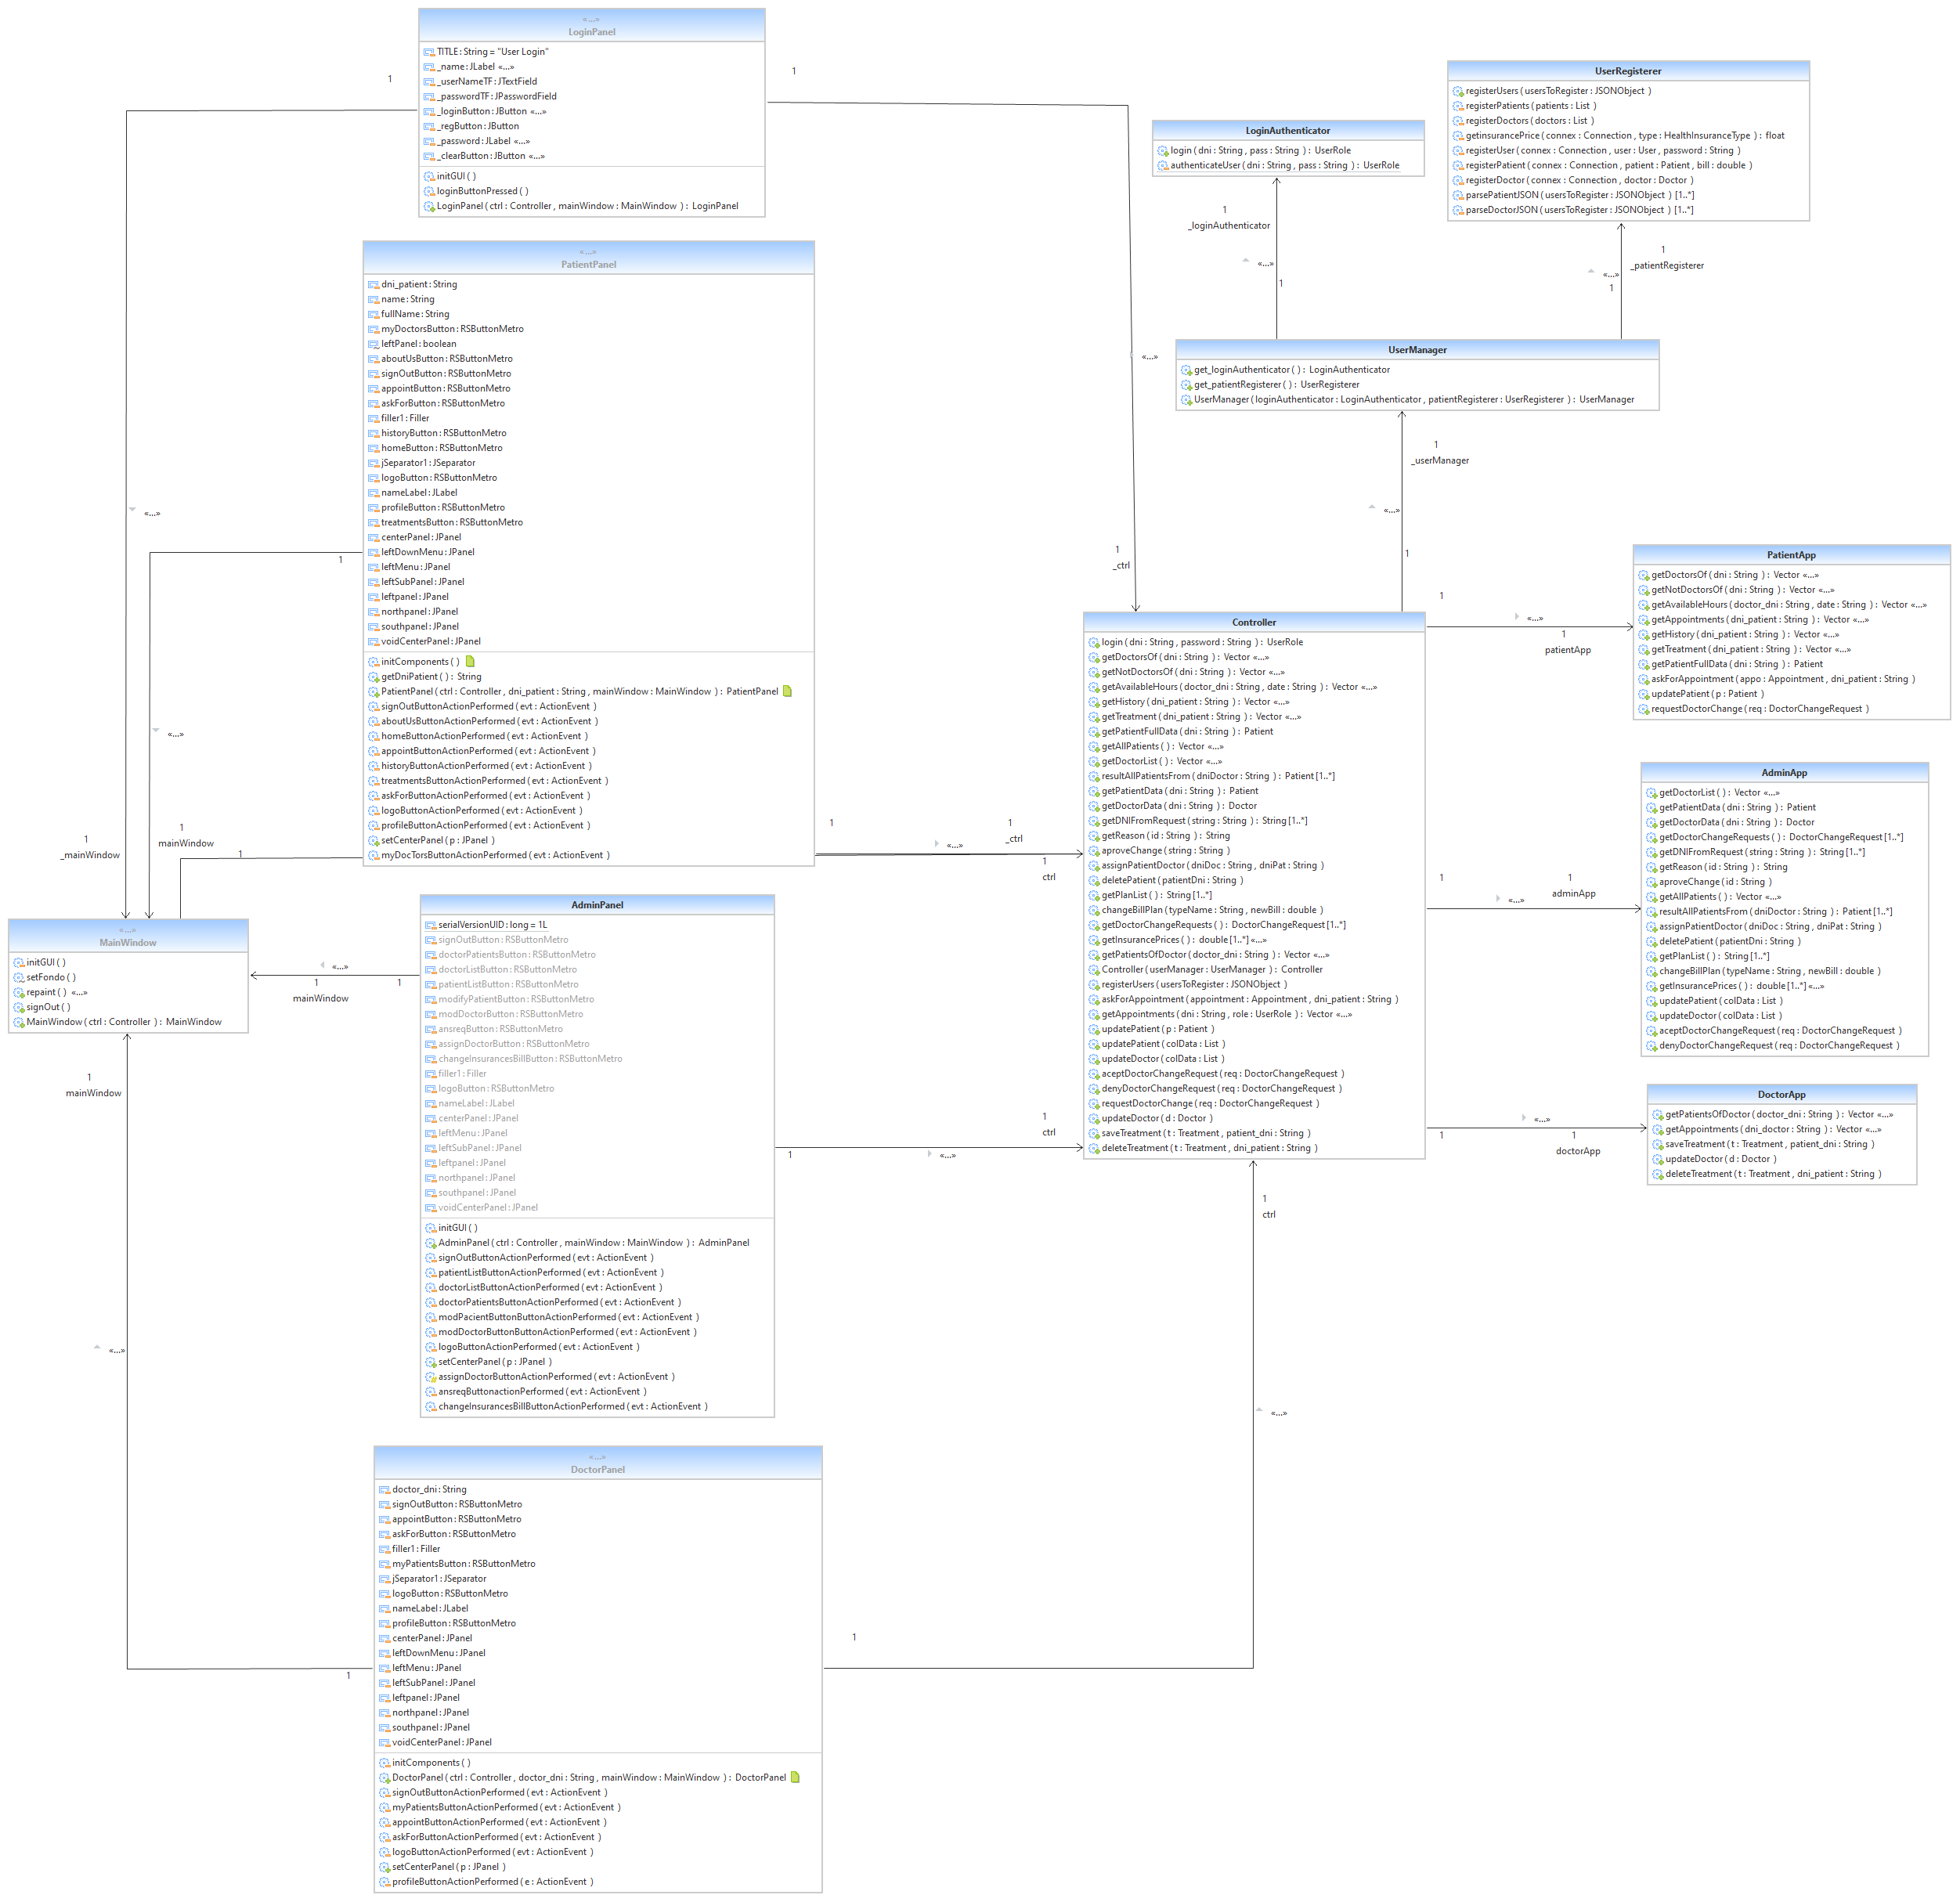 «...»
LoginPanel
TITLE : String = "User Login"
_name : JLabel «...»
_userNameTF : JTextField
_passwordTF : JPasswordField
_loginButton : JButton «...»
_regButton : JButton
_password : JLabel «...»
_clearButton : JButton «...»
initGUI ( )
loginButtonPressed ( )
LoginPanel ( ctrl : Controller , mainWindow : MainWindow ) : LoginPanel
1
1
UserRegisterer
registerUsers ( usersToRegister : JSONObject )
registerPatients ( patients : List )
registerDoctors ( doctors : List )
getinsurancePrice ( connex : Connection , type : HealthInsuranceType ) : float
registerUser ( connex : Connection , user : User , password : String )
registerPatient ( connex : Connection , patient : Patient , bill : double )
registerDoctor ( connex : Connection , doctor : Doctor )
parsePatientJSON ( usersToRegister : JSONObject ) [1..*]
parseDoctorJSON ( usersToRegister : JSONObject ) [1..*]
LoginAuthenticator
login ( dni : String , pass : String ) : UserRole
authenticateUser ( dni : String , pass : String ) : UserRole
1
_loginAuthenticator
«...»
1
1
_patientRegisterer
«...»
1
UserManager
get_loginAuthenticator ( ) : LoginAuthenticator
get_patientRegisterer ( ) : UserRegisterer
UserManager ( loginAuthenticator : LoginAuthenticator , patientRegisterer : UserRegisterer ) : UserManager
1
_userManager
«...»
1
«...»
1
_ctrl
«...»
PatientPanel
dni_patient : String
name : String
fullName : String
myDoctorsButton : RSButtonMetro
leftPanel : boolean
aboutUsButton : RSButtonMetro
signOutButton : RSButtonMetro
appointButton : RSButtonMetro
askForButton : RSButtonMetro
filler1 : Filler
historyButton : RSButtonMetro
homeButton : RSButtonMetro
jSeparator1 : JSeparator
logoButton : RSButtonMetro
nameLabel : JLabel
profileButton : RSButtonMetro
treatmentsButton : RSButtonMetro
centerPanel : JPanel
leftDownMenu : JPanel
leftMenu : JPanel
leftSubPanel : JPanel
leftpanel : JPanel
northpanel : JPanel
southpanel : JPanel
voidCenterPanel : JPanel
initComponents ( )
getDniPatient ( ) : String
PatientPanel ( ctrl : Controller , dni_patient : String , mainWindow : MainWindow ) : PatientPanel
signOutButtonActionPerformed ( evt : ActionEvent )
aboutUsButtonActionPerformed ( evt : ActionEvent )
homeButtonActionPerformed ( evt : ActionEvent )
appointButtonActionPerformed ( evt : ActionEvent )
historyButtonActionPerformed ( evt : ActionEvent )
treatmentsButtonActionPerformed ( evt : ActionEvent )
askForButtonActionPerformed ( evt : ActionEvent )
logoButtonActionPerformed ( evt : ActionEvent )
profileButtonActionPerformed ( evt : ActionEvent )
setCenterPanel ( p : JPanel )
myDocTorsButtonActionPerformed ( evt : ActionEvent )
«...»
1
«...»
1
_mainWindow
1
mainWindow
1
1
«...»
1
_ctrl
1
ctrl
Controller
login ( dni : String , password : String ) : UserRole
getDoctorsOf ( dni : String ) : Vector «...»
getNotDoctorsOf ( dni : String ) : Vector «...»
getAvailableHours ( doctor_dni : String , date : String ) : Vector «...»
getHistory ( dni_patient : String ) : Vector «...»
getTreatment ( dni_patient : String ) : Vector «...»
getPatientFullData ( dni : String ) : Patient
getAllPatients ( ) : Vector «...»
getDoctorList ( ) : Vector «...»
resultAllPatientsFrom ( dniDoctor : String ) : Patient [1..*]
getPatientData ( dni : String ) : Patient
getDoctorData ( dni : String ) : Doctor
getDNIFromRequest ( string : String ) : String [1..*]
getReason ( id : String ) : String
aproveChange ( string : String )
assignPatientDoctor ( dniDoc : String , dniPat : String )
deletePatient ( patientDni : String )
getPlanList ( ) : String [1..*]
changeBillPlan ( typeName : String , newBill : double )
getDoctorChangeRequests ( ) : DoctorChangeRequest [1..*]
getInsurancePrices ( ) : double [1..*] «...»
getPatientsOfDoctor ( doctor_dni : String ) : Vector «...»
Controller ( userManager : UserManager ) : Controller
registerUsers ( usersToRegister : JSONObject )
askForAppointment ( appointment : Appointment , dni_patient : String )
getAppointments ( dni : String , role : UserRole ) : Vector «...»
updatePatient ( p : Patient )
updatePatient ( colData : List )
updateDoctor ( colData : List )
aceptDoctorChangeRequest ( req : DoctorChangeRequest )
denyDoctorChangeRequest ( req : DoctorChangeRequest )
requestDoctorChange ( req : DoctorChangeRequest )
updateDoctor ( d : Doctor )
saveTreatment ( t : Treatment , patient_dni : String )
deleteTreatment ( t : Treatment , dni_patient : String )
1
«...»
1
patientApp
PatientApp
getDoctorsOf ( dni : String ) : Vector «...»
getNotDoctorsOf ( dni : String ) : Vector «...»
getAvailableHours ( doctor_dni : String , date : String ) : Vector «...»
getAppointments ( dni_patient : String ) : Vector «...»
getHistory ( dni_patient : String ) : Vector «...»
getTreatment ( dni_patient : String ) : Vector «...»
getPatientFullData ( dni : String ) : Patient
askForAppointment ( appo : Appointment , dni_patient : String )
updatePatient ( p : Patient )
requestDoctorChange ( req : DoctorChangeRequest )
1
1
adminApp
«...»
AdminApp
getDoctorList ( ) : Vector «...»
getPatientData ( dni : String ) : Patient
getDoctorData ( dni : String ) : Doctor
getDoctorChangeRequests ( ) : DoctorChangeRequest [1..*]
getDNIFromRequest ( string : String ) : String [1..*]
getReason ( id : String ) : String
aproveChange ( id : String )
getAllPatients ( ) : Vector «...»
resultAllPatientsFrom ( dniDoctor : String ) : Patient [1..*]
assignPatientDoctor ( dniDoc : String , dniPat : String )
deletePatient ( patientDni : String )
getPlanList ( ) : String [1..*]
changeBillPlan ( typeName : String , newBill : double )
getInsurancePrices ( ) : double [1..*] «...»
updatePatient ( colData : List )
updateDoctor ( colData : List )
aceptDoctorChangeRequest ( req : DoctorChangeRequest )
denyDoctorChangeRequest ( req : DoctorChangeRequest )
«...»
1
1
doctorApp
DoctorApp
getPatientsOfDoctor ( doctor_dni : String ) : Vector «...»
getAppointments ( dni_doctor : String ) : Vector «...»
saveTreatment ( t : Treatment , patient_dni : String )
updateDoctor ( d : Doctor )
deleteTreatment ( t : Treatment , dni_patient : String )
«...»
MainWindow
initGUI ( )
setFondo ( )
repaint ( ) «...»
signOut ( )
MainWindow ( ctrl : Controller ) : MainWindow
«...»
1
1
mainWindow
AdminPanel
serialVersionUID : long = 1L
signOutButton : RSButtonMetro
doctorPatientsButton : RSButtonMetro
doctorListButton : RSButtonMetro
patientListButton : RSButtonMetro
modifyPatientButton : RSButtonMetro
modDoctorButton : RSButtonMetro
ansreqButton : RSButtonMetro
assignDoctorButton : RSButtonMetro
changeInsurancesBillButton : RSButtonMetro
filler1 : Filler
logoButton : RSButtonMetro
nameLabel : JLabel
centerPanel : JPanel
leftMenu : JPanel
leftSubPanel : JPanel
leftpanel : JPanel
northpanel : JPanel
southpanel : JPanel
voidCenterPanel : JPanel
initGUI ( )
AdminPanel ( ctrl : Controller , mainWindow : MainWindow ) : AdminPanel
signOutButtonActionPerformed ( evt : ActionEvent )
patientListButtonActionPerformed ( evt : ActionEvent )
doctorListButtonActionPerformed ( evt : ActionEvent )
doctorPatientsButtonActionPerformed ( evt : ActionEvent )
modPacientButtonButtonActionPerformed ( evt : ActionEvent )
modDoctorButtonButtonActionPerformed ( evt : ActionEvent )
logoButtonActionPerformed ( evt : ActionEvent )
setCenterPanel ( p : JPanel )
assignDoctorButtonActionPerformed ( evt : ActionEvent )
ansreqButtonactionPerformed ( evt : ActionEvent )
changeInsurancesBillButtonActionPerformed ( evt : ActionEvent )
1
ctrl
1
«...»
1
mainWindow
«...»
1
1
ctrl
«...»
1
«...»
DoctorPanel
doctor_dni : String
signOutButton : RSButtonMetro
appointButton : RSButtonMetro
askForButton : RSButtonMetro
filler1 : Filler
myPatientsButton : RSButtonMetro
jSeparator1 : JSeparator
logoButton : RSButtonMetro
nameLabel : JLabel
profileButton : RSButtonMetro
centerPanel : JPanel
leftDownMenu : JPanel
leftMenu : JPanel
leftSubPanel : JPanel
leftpanel : JPanel
northpanel : JPanel
southpanel : JPanel
voidCenterPanel : JPanel
initComponents ( )
DoctorPanel ( ctrl : Controller , doctor_dni : String , mainWindow : MainWindow ) : DoctorPanel
signOutButtonActionPerformed ( evt : ActionEvent )
myPatientsButtonActionPerformed ( evt : ActionEvent )
appointButtonActionPerformed ( evt : ActionEvent )
askForButtonActionPerformed ( evt : ActionEvent )
logoButtonActionPerformed ( evt : ActionEvent )
setCenterPanel ( p : JPanel )
profileButtonActionPerformed ( e : ActionEvent )